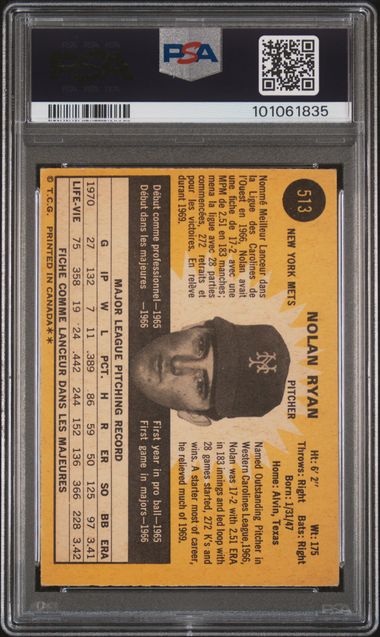 PSA
101061835
513
NEW YORK METS
NOLAN RYAN
PITCHER
Ht: 6' 2" Wt: 175
Throws: Right Bats: Right
Born: 1/31/47
Home: Alvin, Texas
Nommé Meilleur Lanceur dans
la Ligue des Carolines de
l'Ouest en 1966, Nolan avait
une fiche de 17-2 avec une
MPM de 2.51 en 183 manches;
mena la ligue avec 28 parties
commencées, 272 retraits et
pour les victoires. En relève
durant 1969.
Named Outstanding Pitcher in
Western Carolines League, 1966,
Nolan was 17-2 with 2.51 ERA
in 183 innings and led loop with
28 games started, 272 K's and
wins. A starter most of career,
he relieved much of 1969.
Début comme professionnel—1965
Début dans les majeures —1966
First year in pro ball—1965
First game in majors—1966
MAJOR LEAGUE PITCHING RECORD
G IP W L PCT. H R ER SO BB ERA
1970 27 132 7 11 .389 86 59 50 125 97 3.41
LIFE-VIE 75 358 19 24 .442 244 152 136 366 228 3.42
FICHE COMME LANCEUR DANS LES MAJEURES
© T.C.G. PRINTED IN CANADA**